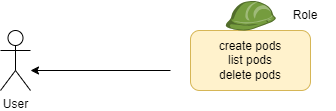 Role
create pods
list pods
delete pods
User